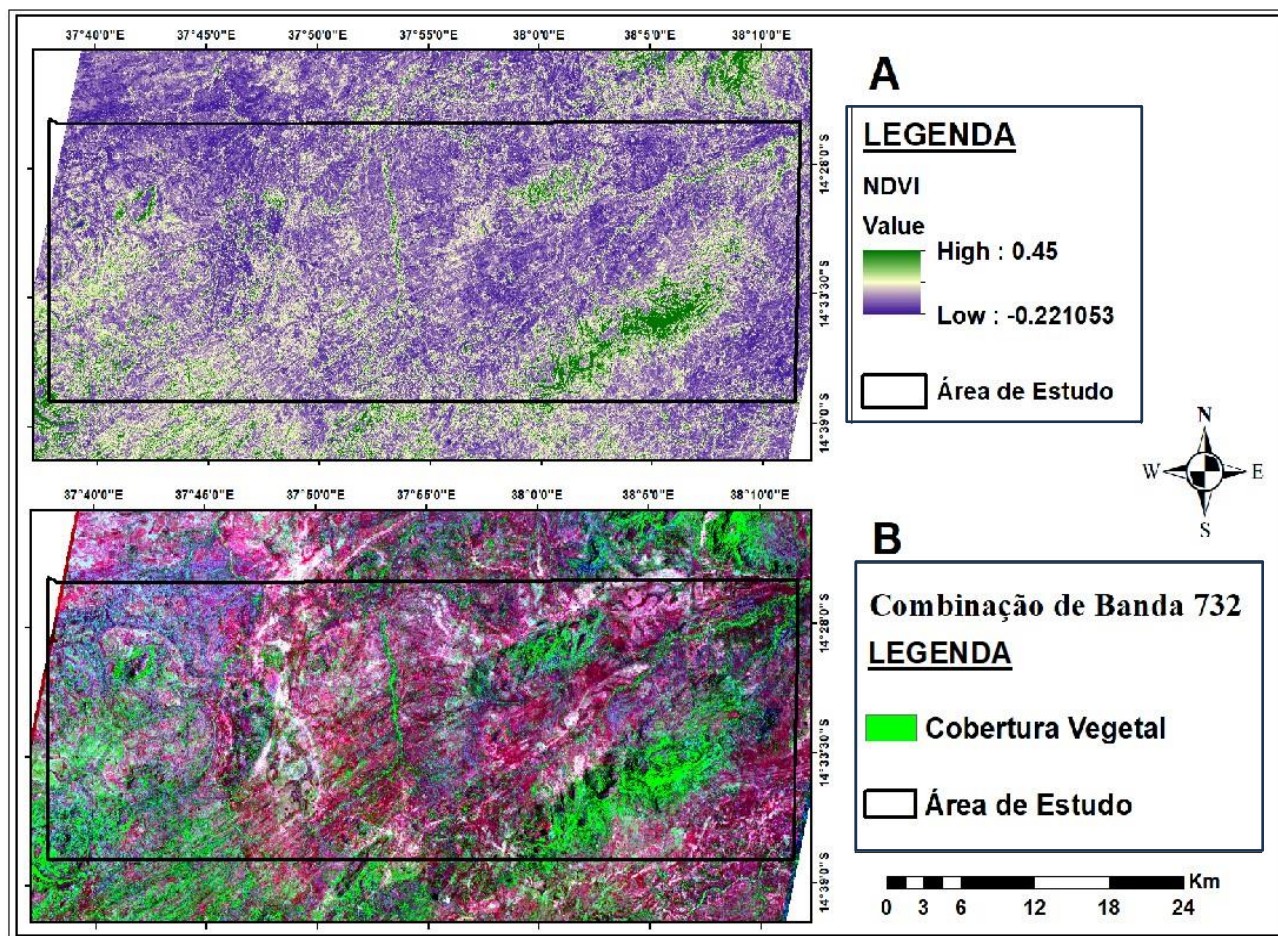 37°40'0"E 37°45'0"E 37°50'0"E 37°55'0"E 38°0'0"E 38°5'0"E 38°10'0"E
14°28'0"S
14°33'30"S
14°39'0"S
A
LEGENDA
NDVI
Value
High : 0.45
Low : -0.221053
Área de Estudo
N
W E
S
37°40'0"E 37°45'0"E 37°50'0"E 37°55'0"E 38°0'0"E 38°5'0"E 38°10'0"E
14°28'0"S
14°33'30"S
14°39'0"S
B
Combinação de Banda 732
LEGENDA
Cobertura Vegetal
Área de Estudo
Km
0 3 6 12 18 24